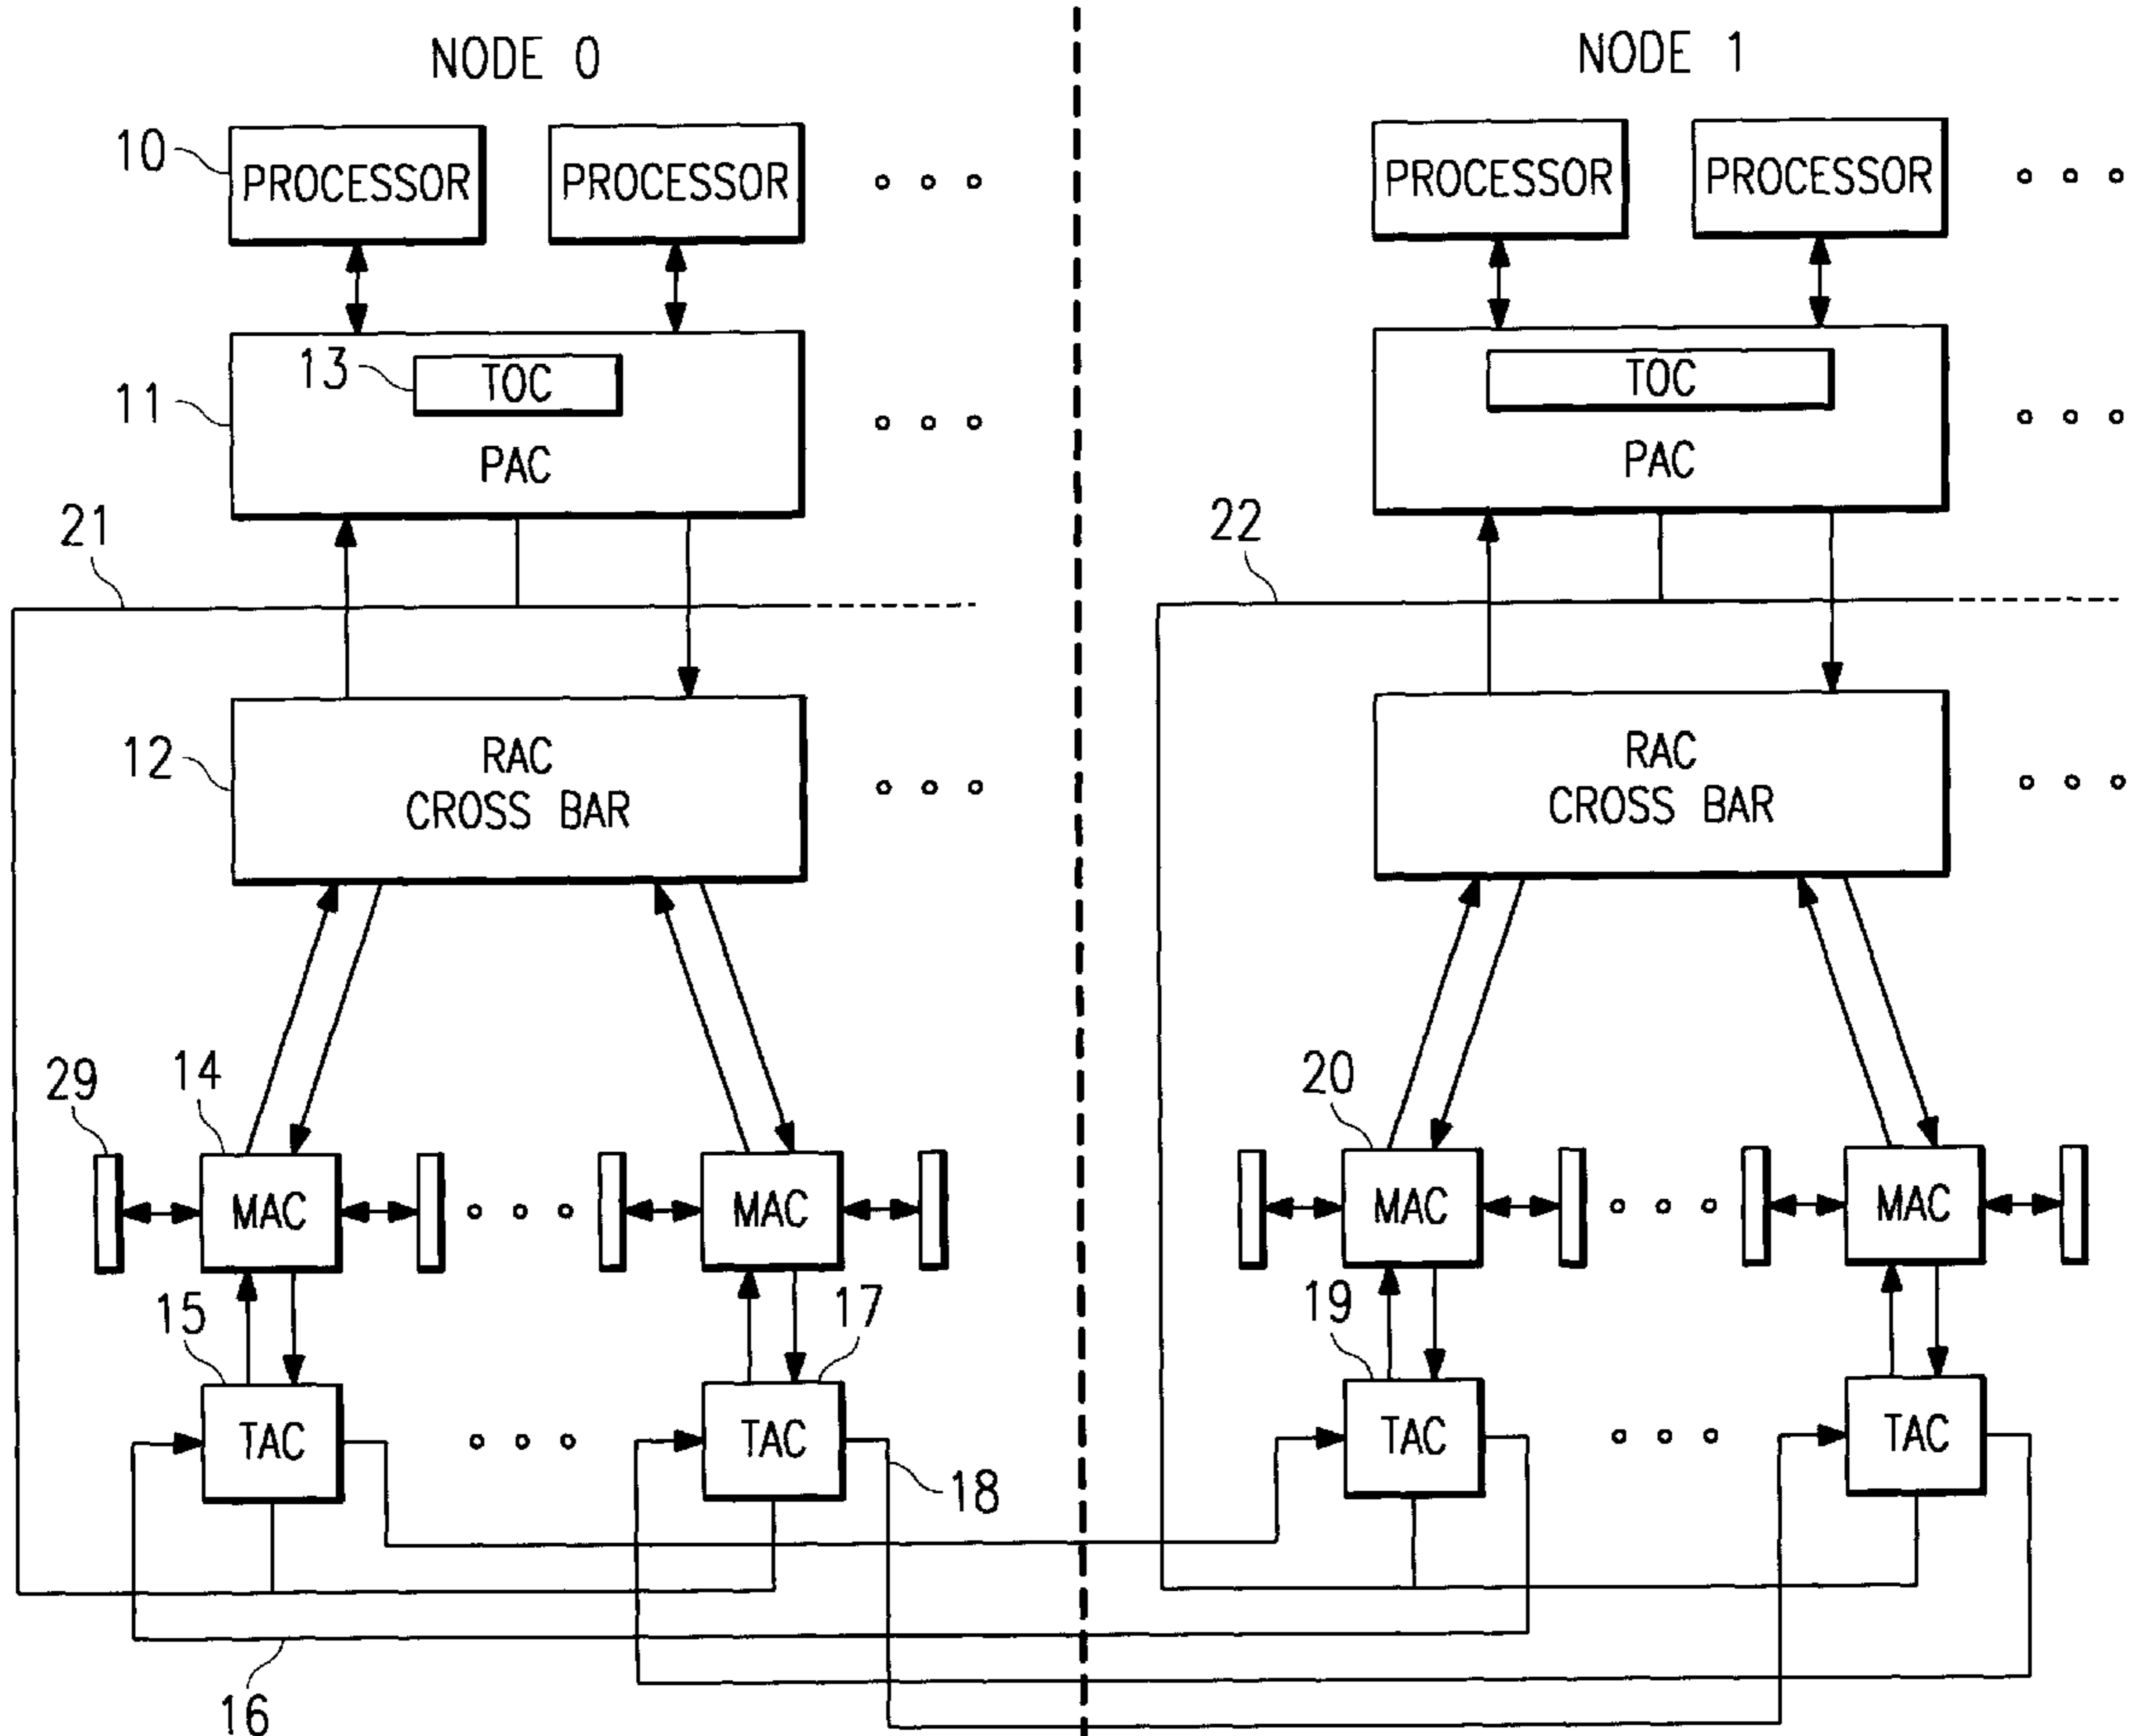 NODE 0
NODE 1
10
PROCESSOR
PROCESSOR
PROCESSOR
PROCESSOR
13
TOC
TOC
11
PAC
PAC
21
22
12
RAC
CROSS BAR
RAC
CROSS BAR
29
14
20
MAC
MAC
MAC
MAC
15
17
19
TAC
TAC
TAC
TAC
18
16